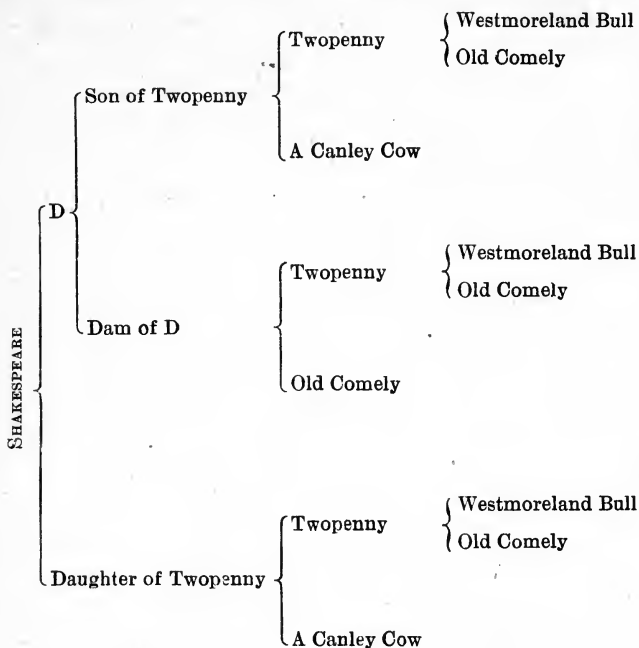 Westmoreland Bull
Twopenny
Old Comely
Son of Twopenny
A Canley Cow
D
Westmoreland Bull
Twopenny
Old Comely
Dam of D
Old Comely
SHAKESPEARE
Westmoreland Bull
Twopenny
Old Comely
Daughter of Twopenny
A Canley Cow